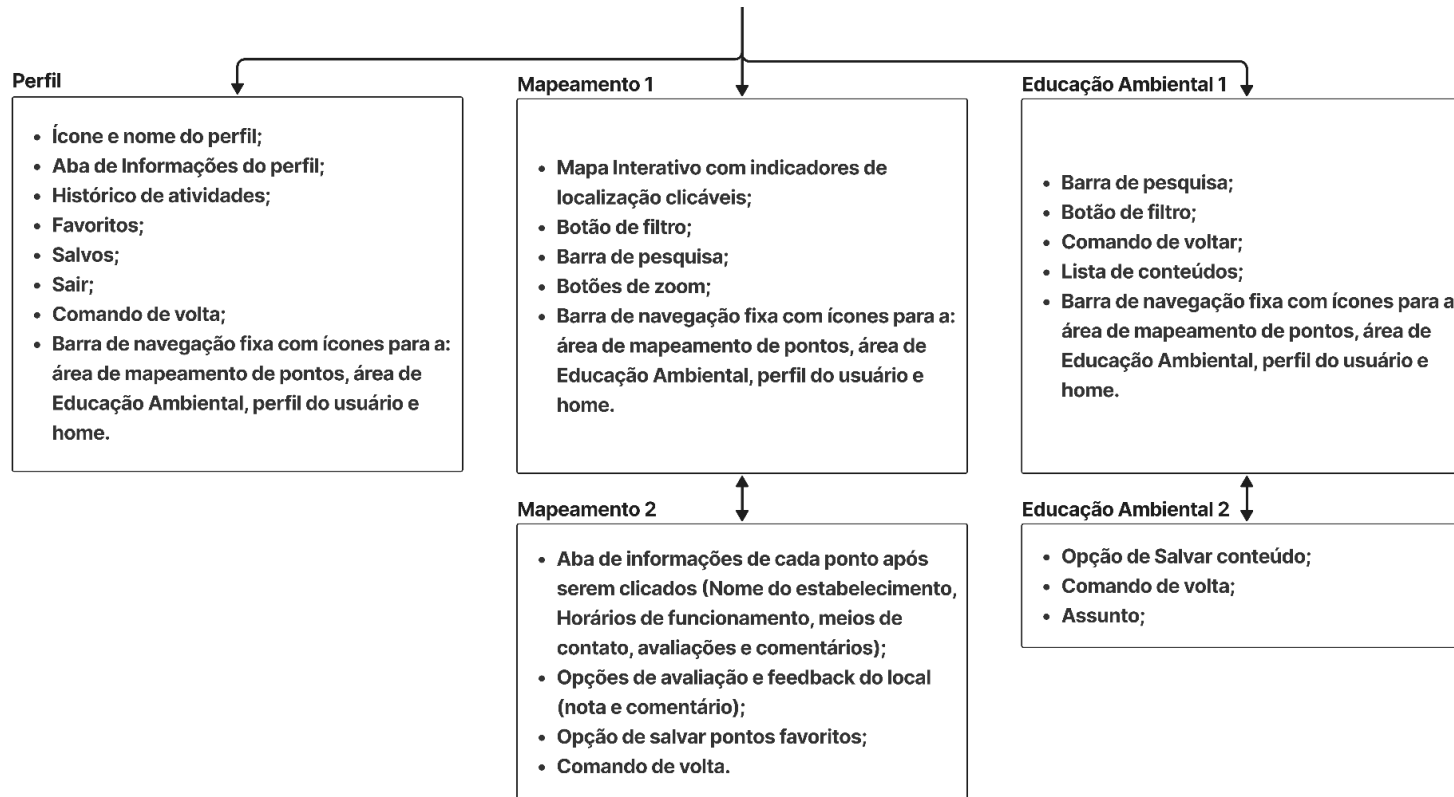 Perfil
• Ícone e nome do perfil;
• Aba de Informações do perfil;
• Histórico de atividades;
• Favoritos;
• Salvos;
• Sair;
• Comando de volta;
• Barra de navegação fixa com ícones para a:
área de mapeamento de pontos, área de
Educação Ambiental, perfil do usuário e
home.
Mapeamento 1
• Mapa Interativo com indicadores de
localização clicáveis;
• Botão de filtro;
• Barra de pesquisa;
• Botões de zoom;
• Barra de navegação fixa com ícones para a:
área de mapeamento de pontos, área de
Educação Ambiental, perfil do usuário e
home.
Educação Ambiental 1
• Barra de pesquisa;
• Botão de filtro;
• Comando de voltar;
• Lista de conteúdos;
• Barra de navegação fixa com ícones para a
área de mapeamento de pontos, área de
Educação Ambiental, perfil do usuário e
home.
Mapeamento 2
• Aba de informações de cada ponto após
serem clicados (Nome do estabelecimento,
Horários de funcionamento, meios de
contato, avaliações e comentários);
• Opções de avaliação e feedback do local
(nota e comentário);
• Opção de salvar pontos favoritos;
• Comando de volta.
Educação Ambiental 2
• Opção de Salvar conteúdo;
• Comando de volta;
• Assunto;